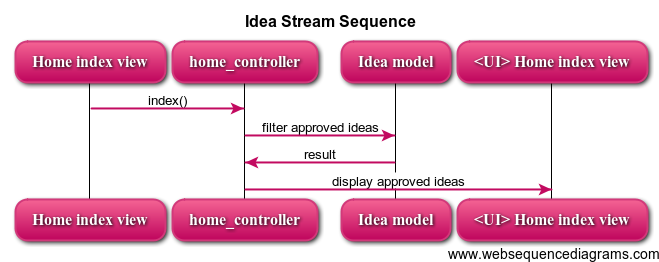 Idea Stream Sequence
Home index view home_controller Idea model <UI> Home index view
index()
filter approved ideas
result
display approved ideas
Home index view home_controller Idea model <UI> Home index view
www.websequencediagrams.com